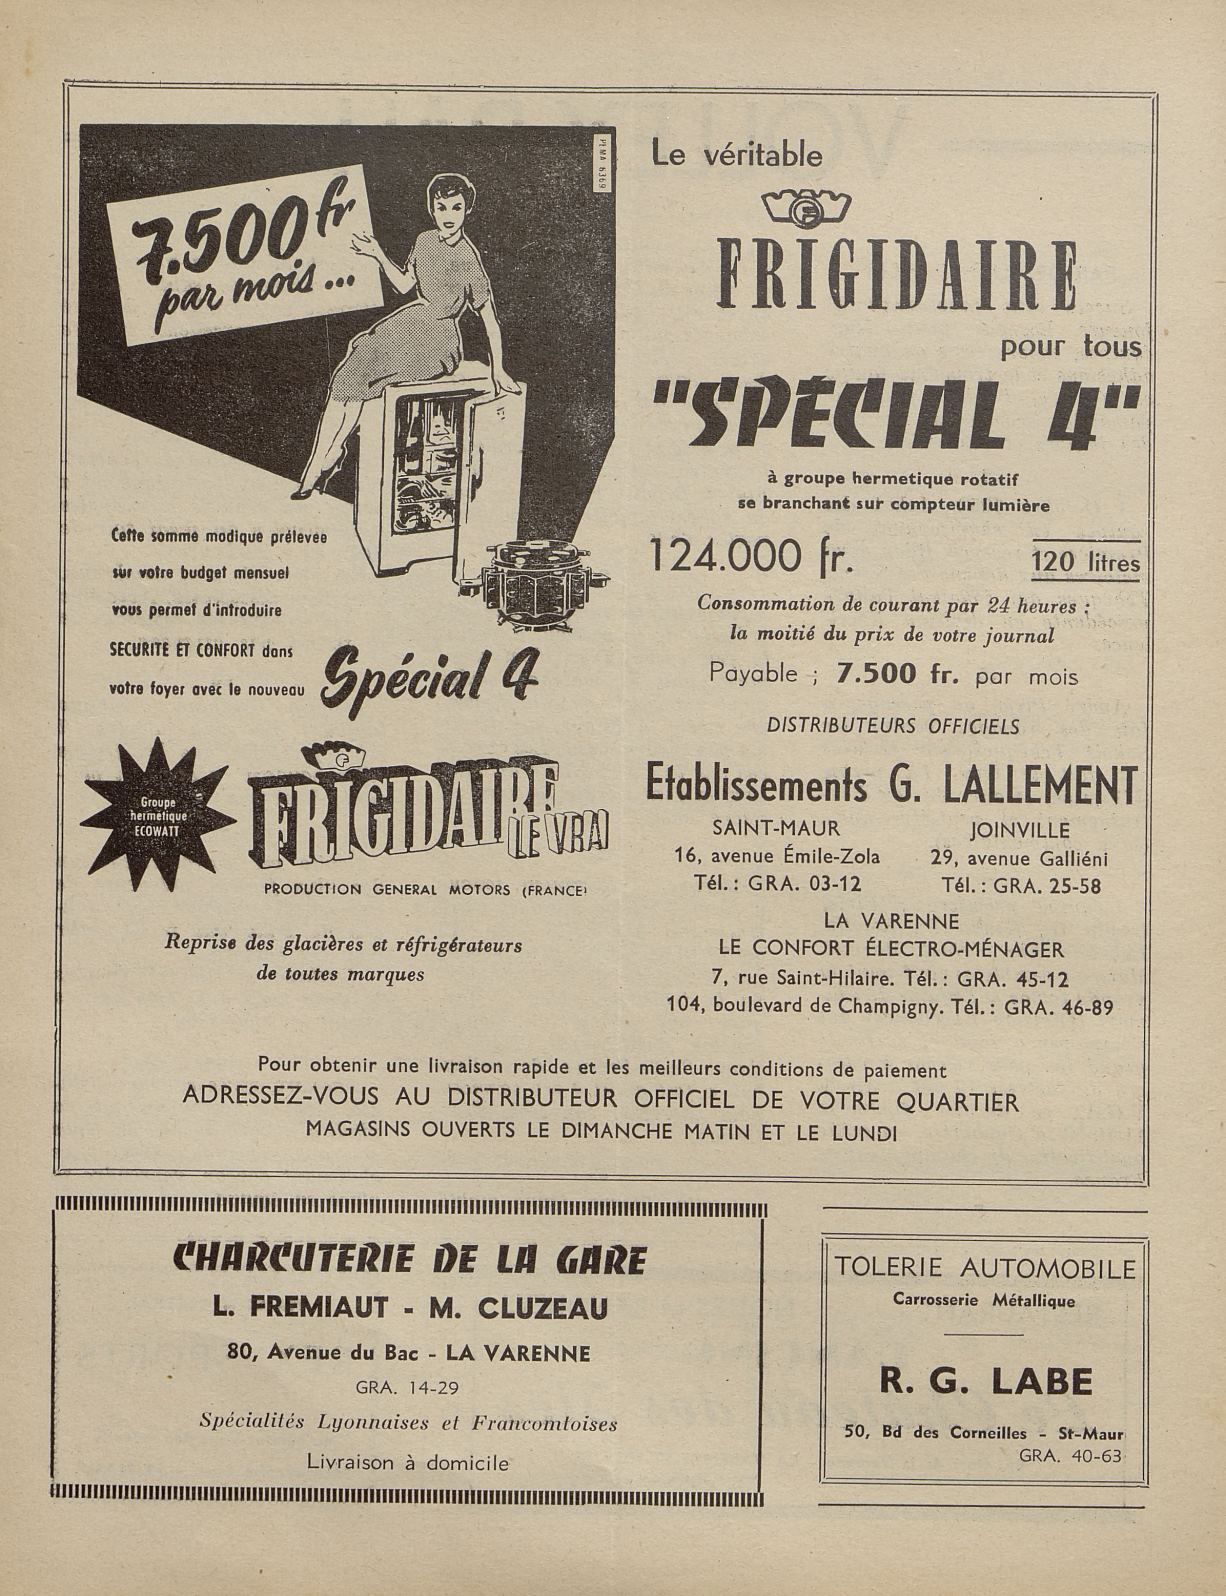 PEMA 6369
7.500 fr
par mois...
Cette somme modique prélevée
sur votre budget mensuel
vous permet d'introduire
SECURITE ET CONFORT dans
votre foyer avec le nouveau
Spécial 4
Groupe
hermétique
ECOWATT
FRIGIDAIRE
LE VRAI
PRODUCTION GENERAL MOTORS (FRANCE)
Reprise des glacières et réfrigérateurs
de toutes marques
Le véritable
F
FRIGIDAIRE
pour tous
"SPÉCIAL 4"
à groupe hermetique rotatif
se branchant sur compteur lumière
124.000 fr.
120 litres
Consommation de courant par 24 heures :
la moitié du prix de votre journal
Payable ; 7.500 fr. par mois
DISTRIBUTEURS OFFICIELS
Etablissements G. LALLEMENT
SAINT-MAUR
16, avenue Émile-Zola
Tél. : GRA. 03-12
JOINVILLE
29, avenue Galliéni
Tél. : GRA. 25-58
LA VARENNE
LE CONFORT ÉLECTRO-MÉNAGER
7, rue Saint-Hilaire. Tél. : GRA. 45-12
104, boulevard de Champigny. Tél. : GRA. 46-89
Pour obtenir une livraison rapide et les meilleurs conditions de paiement
ADRESSEZ-VOUS AU DISTRIBUTEUR OFFICIEL DE VOTRE QUARTIER
MAGASINS OUVERTS LE DIMANCHE MATIN ET LE LUNDI
CHARCUTERIE DE LA GARE
L. FREMIAUT - M. CLUZEAU
80, Avenue du Bac - LA VARENNE
GRA. 14-29
Spécialités Lyonnaises et Francomtoises
Livraison à domicile
TOLERIE AUTOMOBILE
Carrosserie Métallique
R. G. LABE
50, Bd des Corneilles - St-Maur
GRA. 40-63